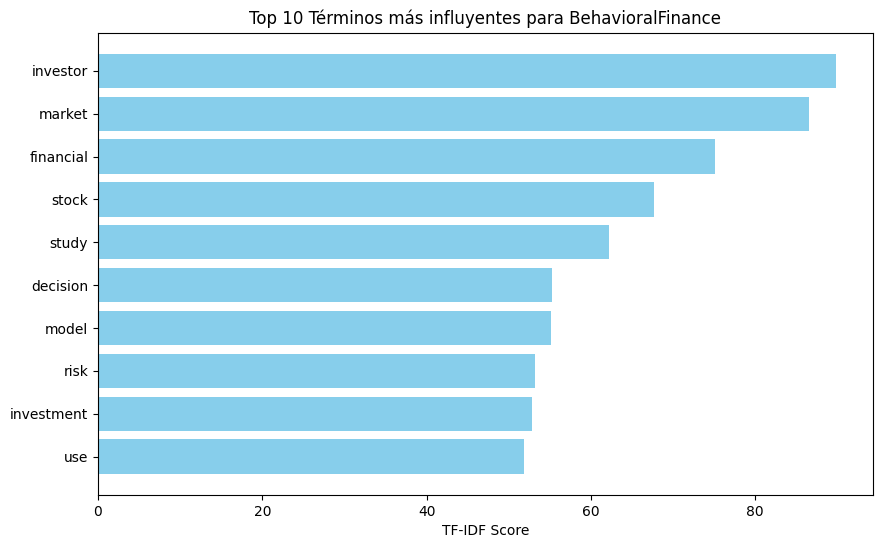 Top 10 Términos más influyentes para BehavioralFinance
investor
market
financial
stock
study
decision
model
risk
investment
use
0 20 40 60 80
TF-IDF Score